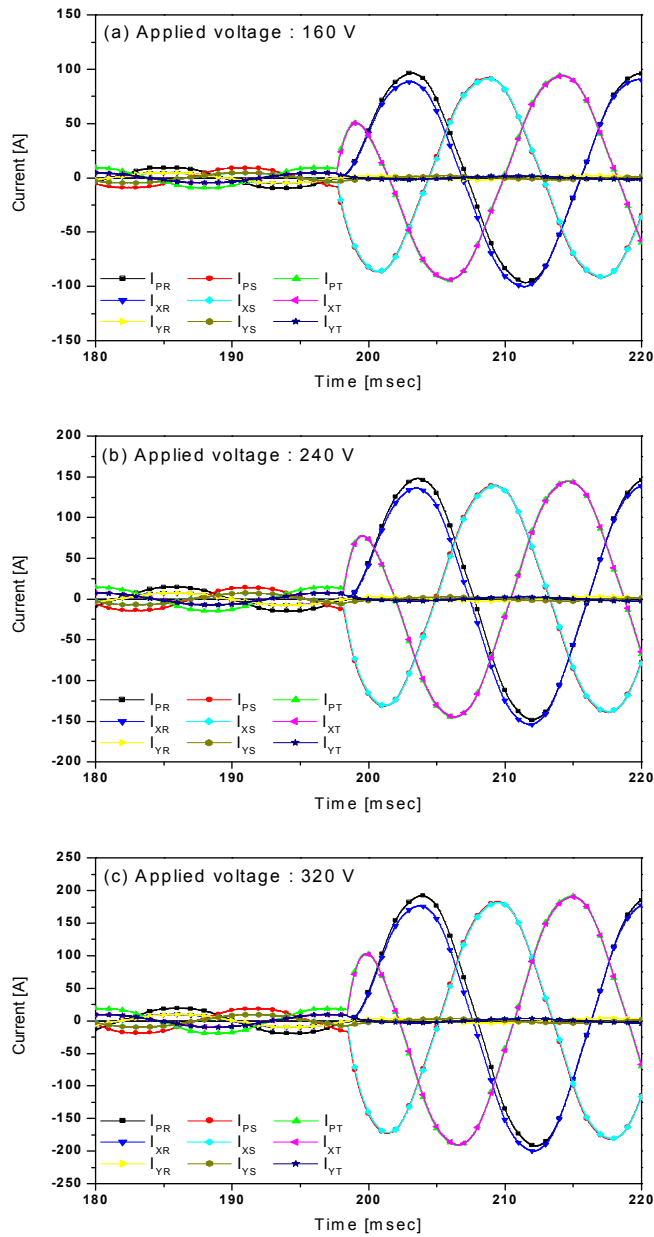 (a) Applied voltage : 160 V
150
100
50
0
-50
-100
-150
Current [A]
I_PR I_PS I_PT
I_XR I_XS I_XT
I_YR I_YS I_YT
180 190 200 210 220
Time [msec]
(b) Applied voltage : 240 V
200
150
100
50
0
-50
-100
-150
-200
Current [A]
I_PR I_PS I_PT
I_XR I_XS I_XT
I_YR I_YS I_YT
180 190 200 210 220
Time [msec]
(c) Applied voltage : 320 V
250
200
150
100
50
0
-50
-100
-150
-200
-250
Current [A]
I_PR I_PS I_PT
I_XR I_XS I_XT
I_YR I_YS I_YT
180 190 200 210 220
Time [msec]